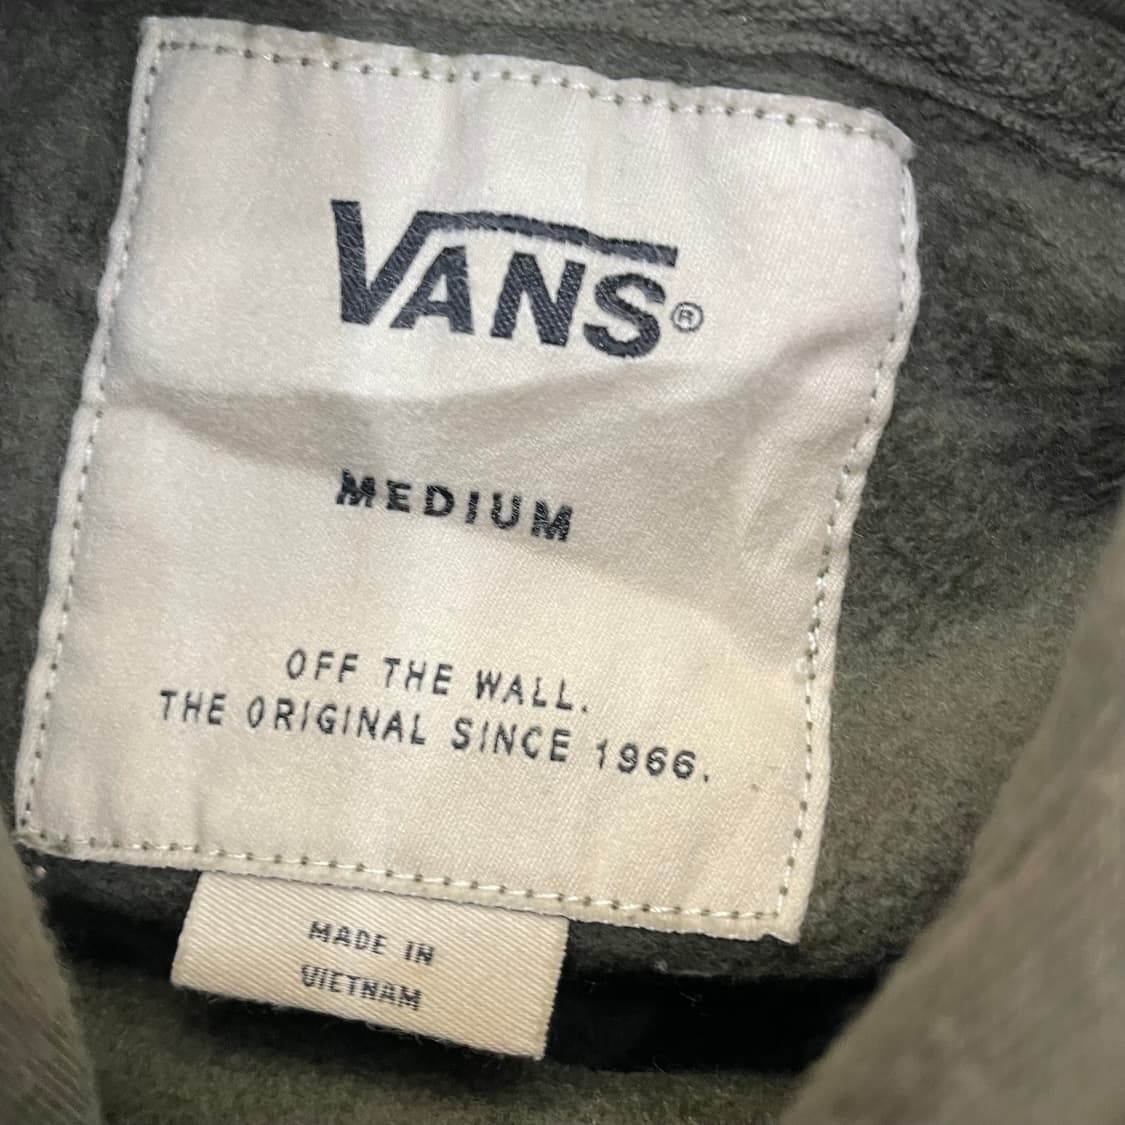 VANS®
MEDIUM
OFF THE WALL.
THE ORIGINAL SINCE 1966.
MADE IN
VIETNAM